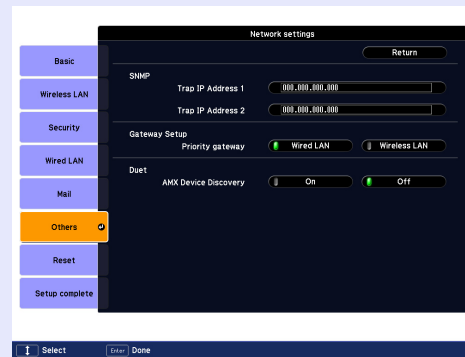 Network settings
Return
Basic
Wireless LAN
Security
Wired LAN
Mail
Others
Reset
Setup complete
SNMP
Trap IP Address 1 000.000.000.000
Trap IP Address 2 000.000.000.000
Gateway Setup
Priority gateway Wired LAN Wireless LAN
Duet
AMX Device Discovery On Off
Select Enter Done